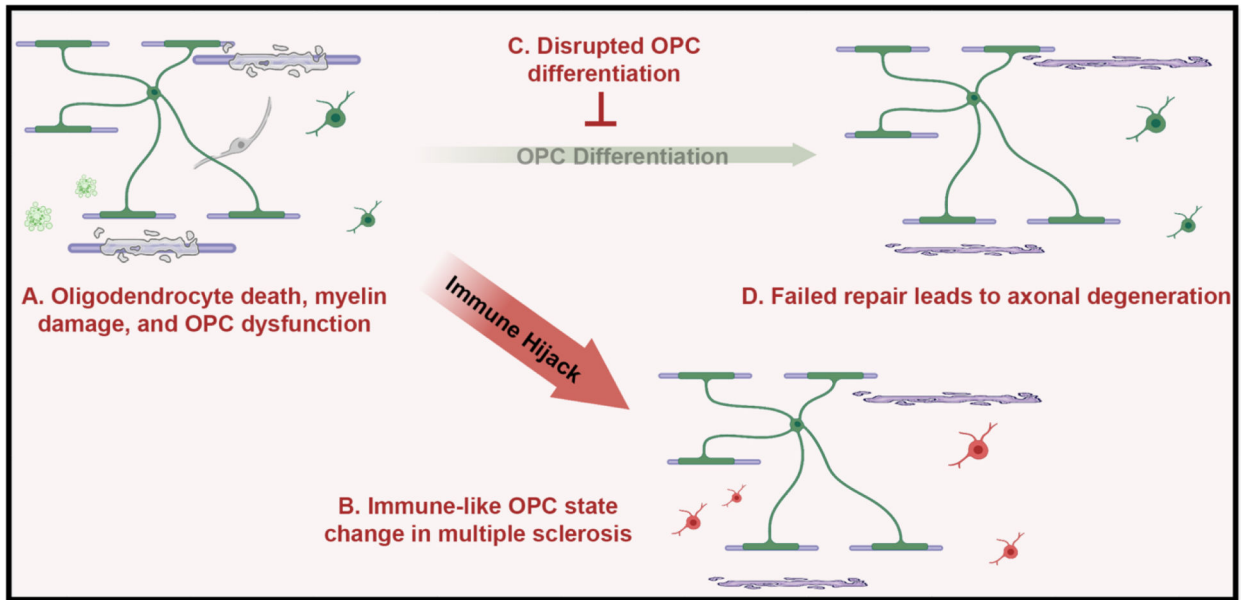 C. Disrupted OPC
differentiation
OPC Differentiation
A. Oligodendrocyte death, myelin
damage, and OPC dysfunction
D. Failed repair leads to axonal degeneration
Immune Hijack
B. Immune-like OPC state
change in multiple sclerosis